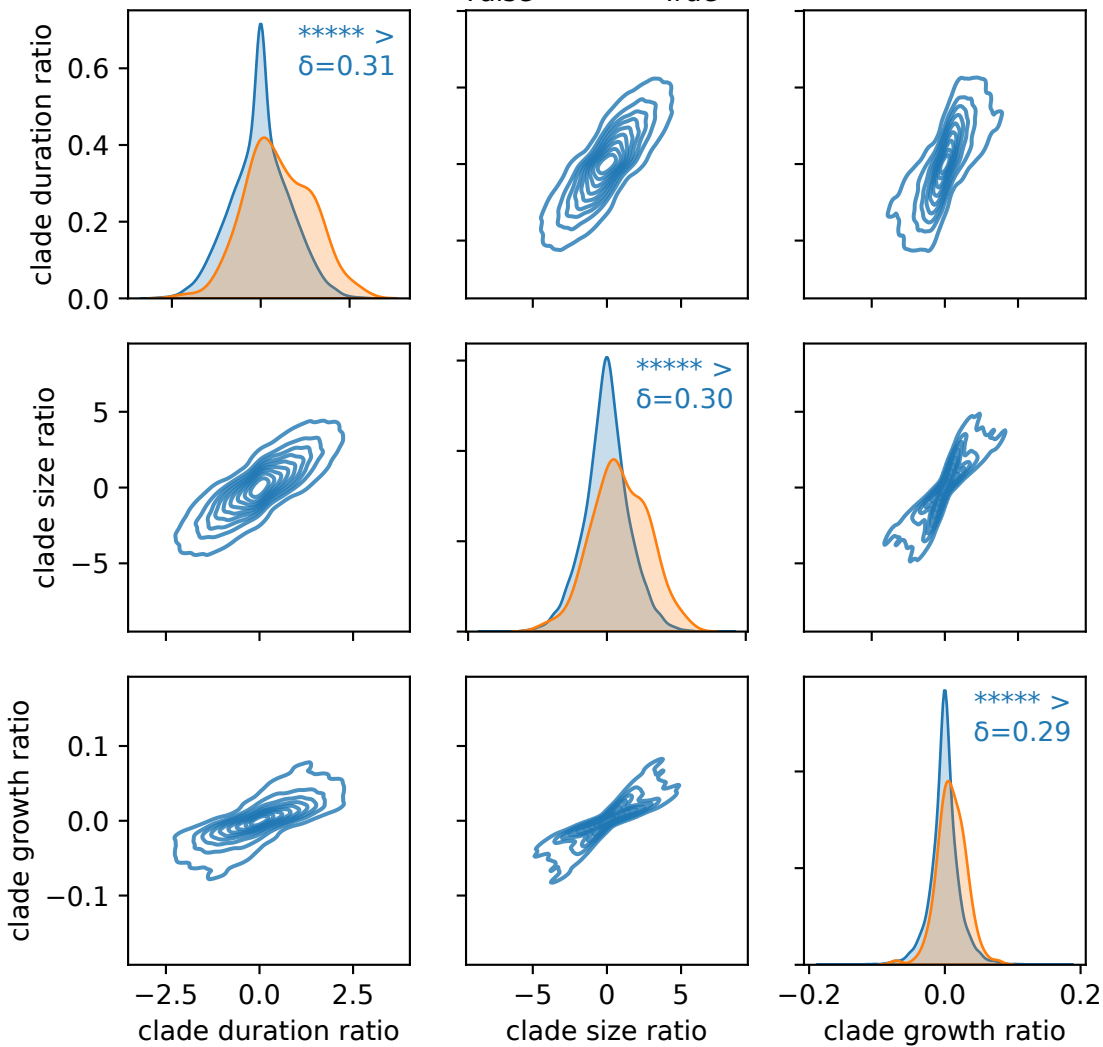 clade duration ratio
0.6
0.4
0.2
0.0
***** >
δ=0.31
clade size ratio
5
0
−5
***** >
δ=0.30
clade growth ratio
0.1
0.0
−0.1
***** >
δ=0.29
−2.5 0.0 2.5
−5 0 5
−0.2 0.0 0.2
clade duration ratio
clade size ratio
clade growth ratio